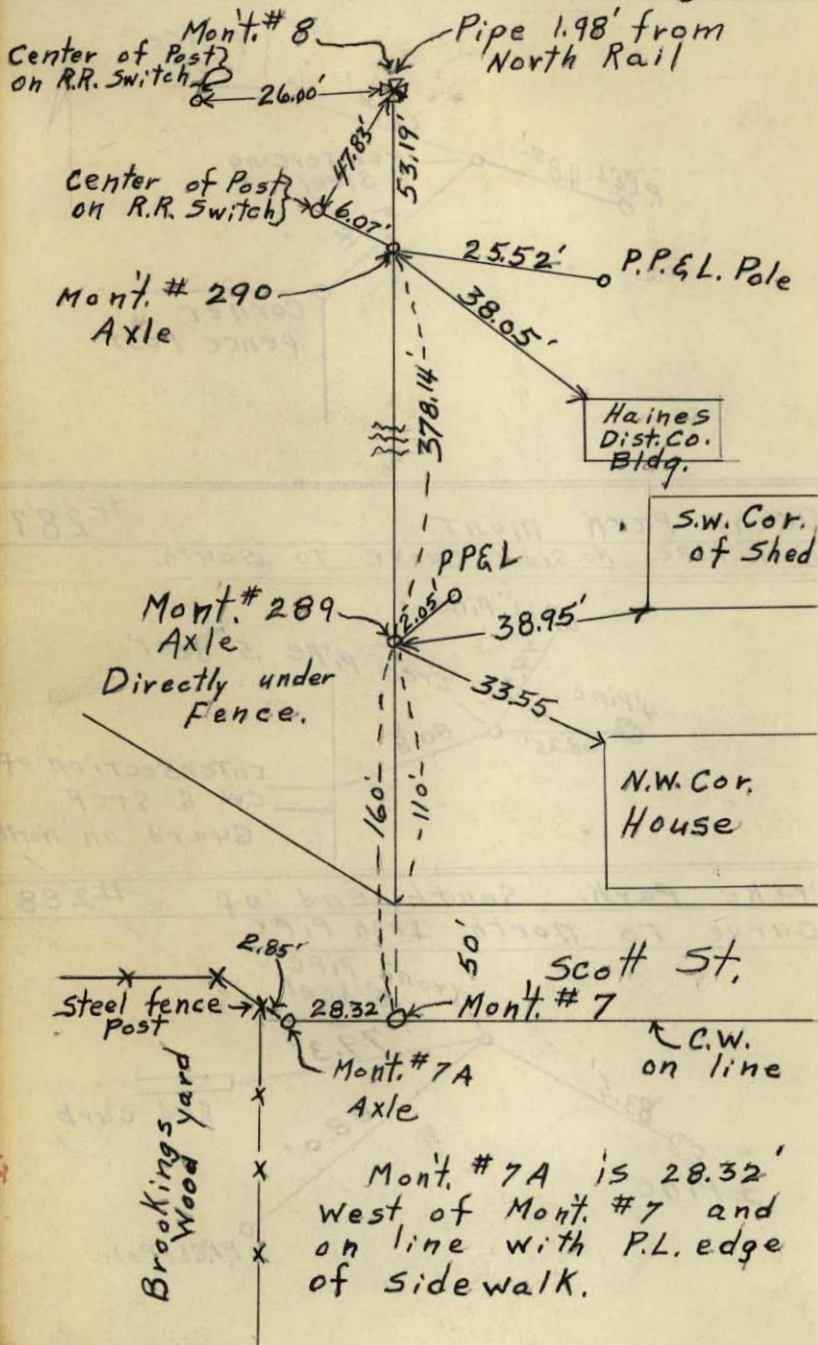 Mon't. # 8
Pipe 1.98' from
North Rail
Center of Post
on R.R. Switch
26.00'
47.83'
53.19'
Center of Post
on R.R. Switch
6.07'
25.52'
P.P.&L. Pole
Mon't. # 290
Axle
38.05'
378.14'
Haines
Dist. Co.
Bldg.
S.W. Cor.
of Shed
PP&L
2.05'
Mont. # 289
Axle
Directly under
Fence.
38.95'
33.55
N.W. Cor.
House
160'
110'
50'
Scott St.
2.85'
Steel fence
Post
28.32'
Mon't. # 7
C.W.
on line
Mon't. # 7A
Axle
Brookings
Wood yard
Mon't. # 7A is 28.32'
West of Mon't. # 7 and
on line with P.L. edge
of Sidewalk.